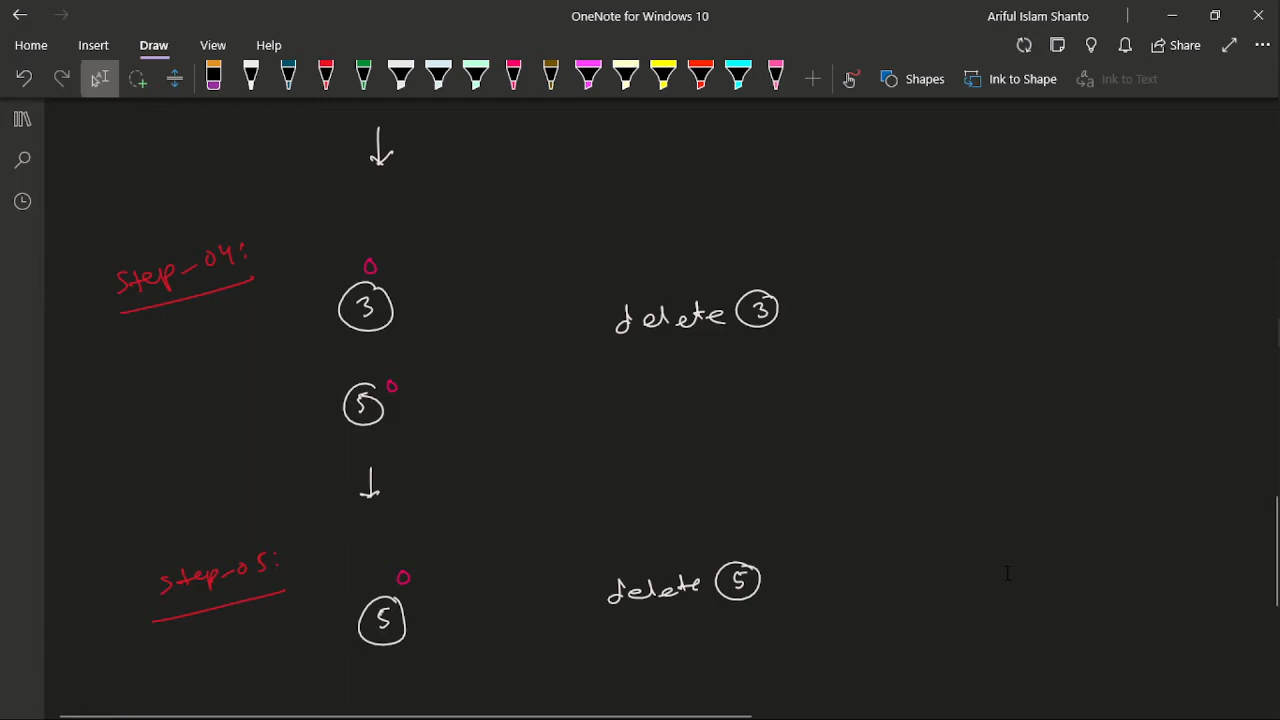 OneNote for Windows 10
Ariful Islam Shanto
Home Insert Draw View Help
Share
Shapes
Ink to Shape
Ink to Text
Step-04:
0
3
delete 3
0
5
Step-05:
0
5
delete 5